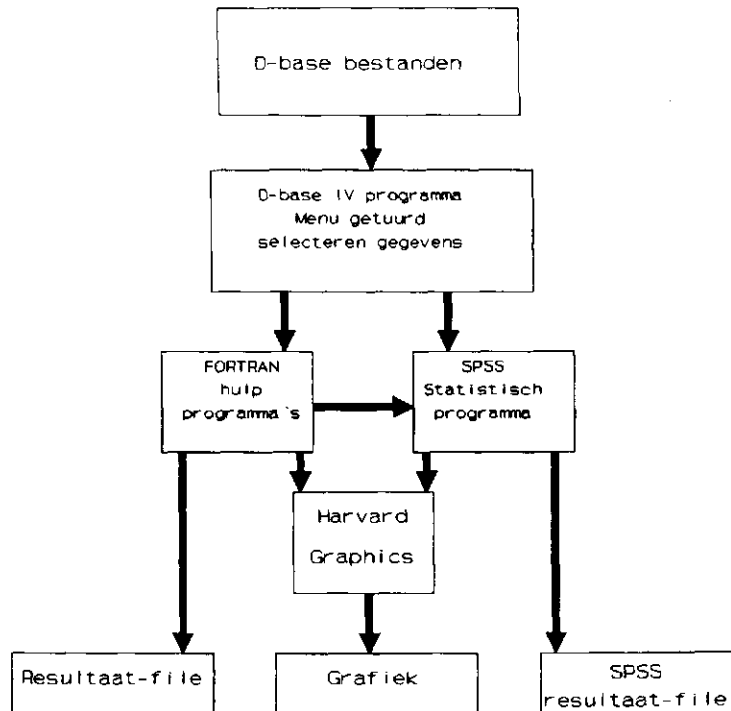 D-base bestanden
D-base IV programma
Menu getuurd
selecteren gegevens
FORTRAN
hulp
programma's
SPSS
Statistisch
programma
Harvard
Graphics
Resultaat-file
Grafiek
SPSS
resultaat-file